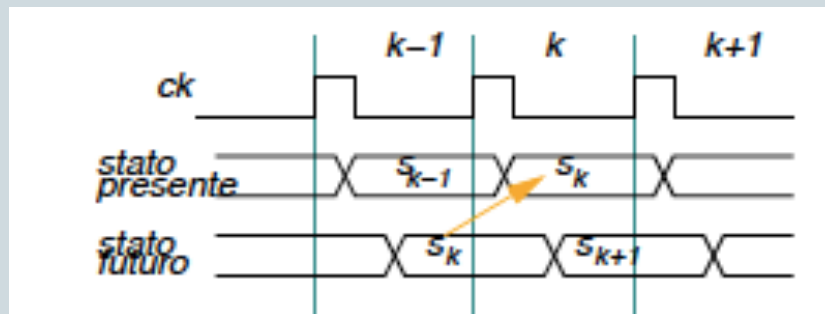 k−1 k k+1
ck
stato
presente
s_{k−1} s_k
stato
futuro
s_k s_{k+1}